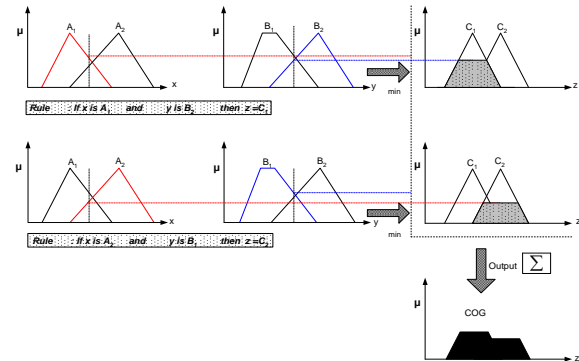 μ A₁ A₂ x
μ B₁ B₂ y
min
μ C₁ C₂ z
Rule : If x is A₁ and y is B₂ then z =C₁
μ A₁ A₂ x
μ B₁ B₂ y
min
μ C₁ C₂ z
Rule : If x is A₂ and y is B₁ then z =C₂
Output Σ
μ COG z